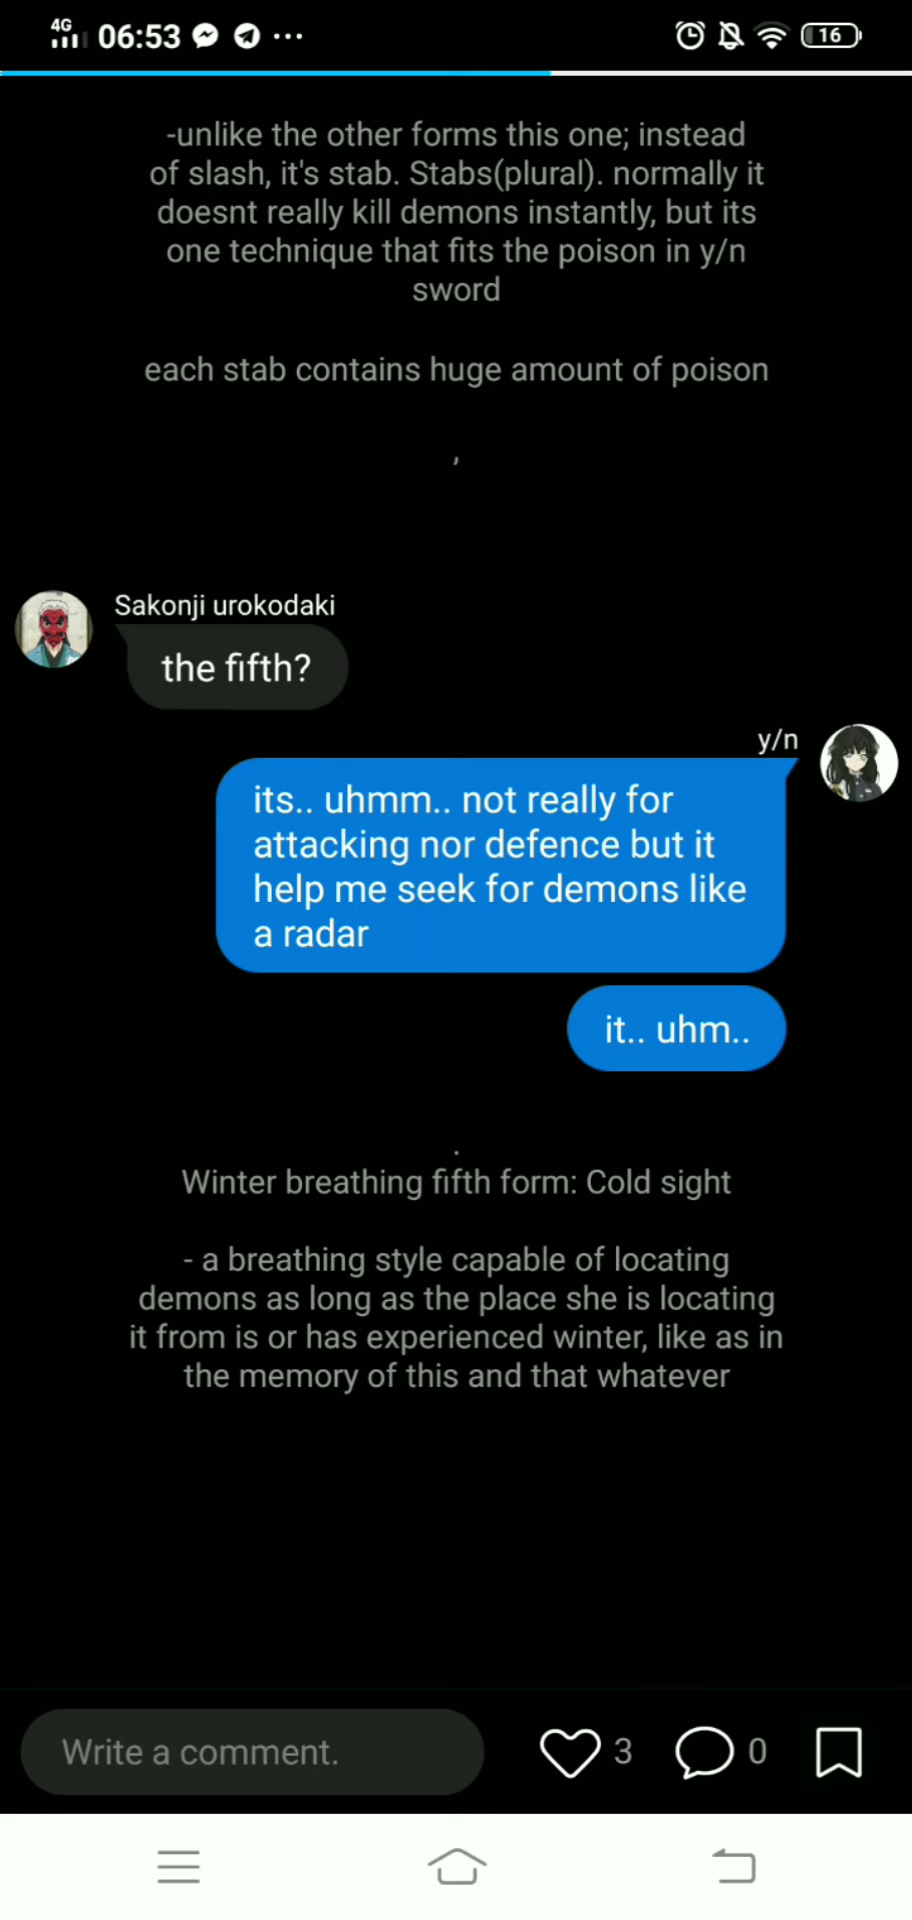 4G 06:53 16
-unlike the other forms this one; instead
of slash, it's stab. Stabs(plural). normally it
doesnt really kill demons instantly, but its
one technique that fits the poison in y/n
sword
each stab contains huge amount of poison
,
Sakonji urokodaki
the fifth?
y/n
its.. uhmm.. not really for
attacking nor defence but it
help me seek for demons like
a radar
it.. uhm..
.
Winter breathing fifth form: Cold sight
- a breathing style capable of locating
demons as long as the place she is locating
it from is or has experienced winter, like as in
the memory of this and that whatever
Write a comment. 3 0